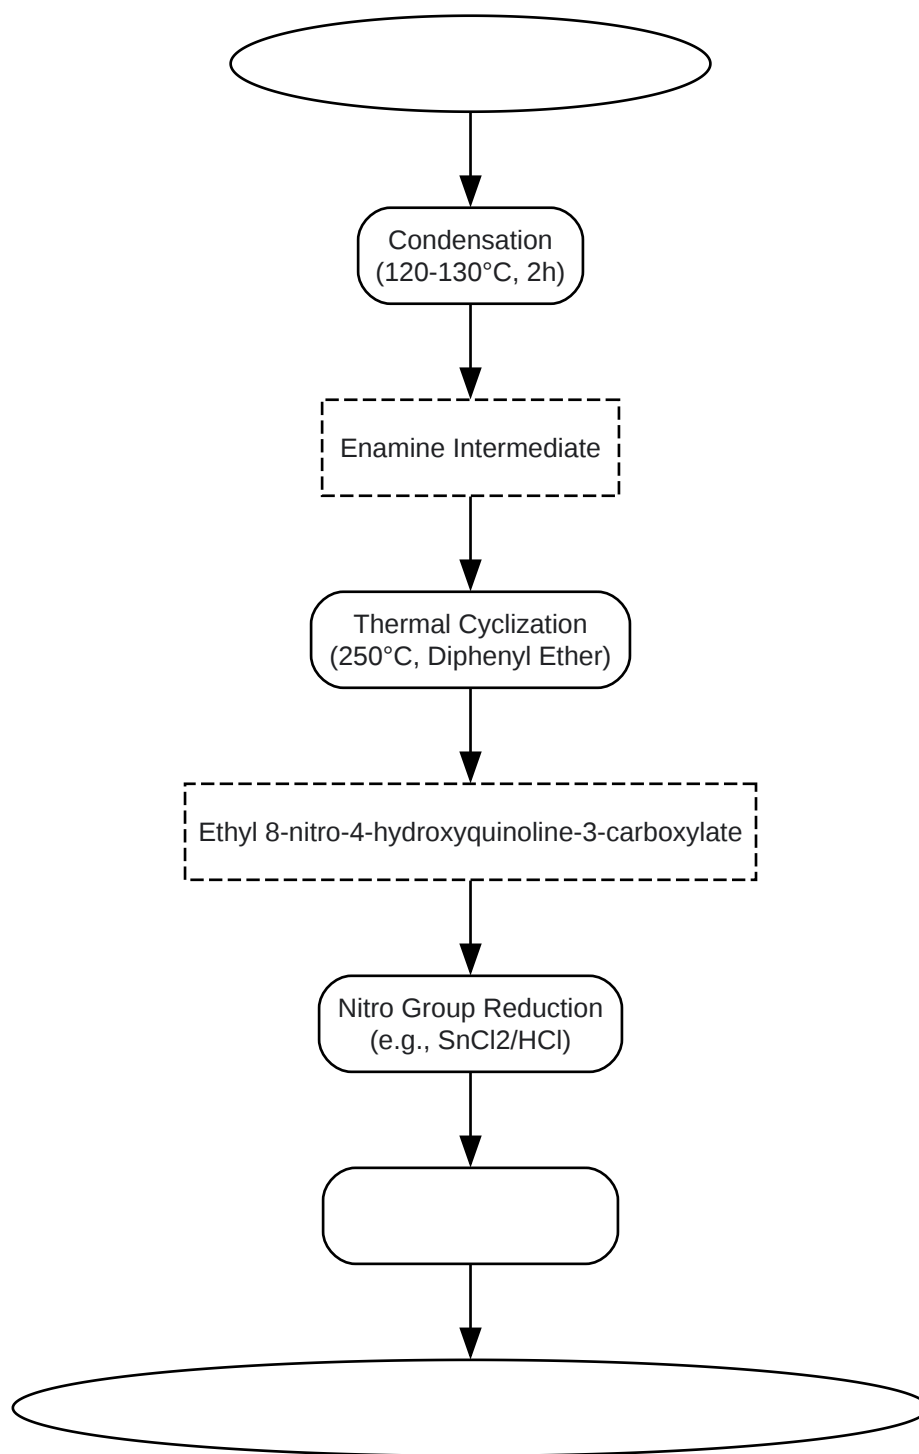 Condensation
(120-130°C, 2h)
Enamine Intermediate
Thermal Cyclization
(250°C, Diphenyl Ether)
Ethyl 8-nitro-4-hydroxyquinoline-3-carboxylate
Nitro Group Reduction
(e.g., SnCl2/HCl)